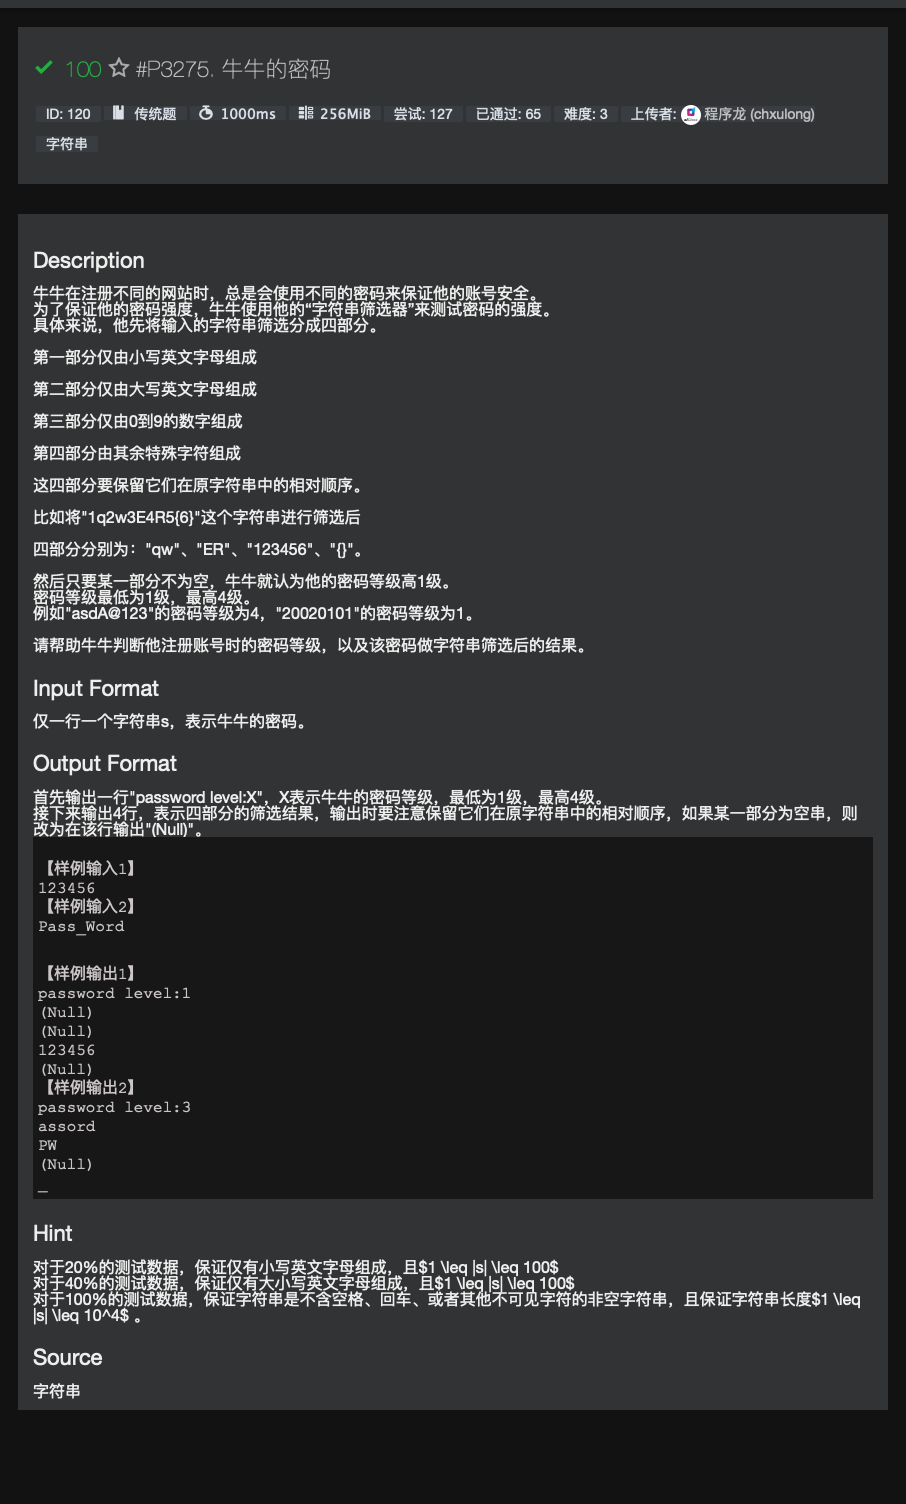 100 #P3275. 牛牛的密码
ID: 120 传统题 1000ms 256MiB 尝试: 127 已通过: 65 难度: 3 上传者: 程序龙 (chxulong)
字符串
Description
牛牛在注册不同的网站时，总是会使用不同的密码来保证他的账号安全。
为了保证他的密码强度，牛牛使用他的“字符串筛选器”来测试密码的强度。
具体来说，他先将输入的字符串筛选分成四部分。
第一部分仅由小写英文字母组成
第二部分仅由大写英文字母组成
第三部分仅由0到9的数字组成
第四部分由其余特殊字符组成
这四部分要保留它们在原字符串中的相对顺序。
比如将"1q2w3E4R5{6}"这个字符串进行筛选后
四部分分别为："qw"、"ER"、"123456"、"{}"。
然后只要某一部分不为空，牛牛就认为他的密码等级高1级。
密码等级最低为1级，最高4级。
例如"asdA@123"的密码等级为4，"20020101"的密码等级为1。
请帮助牛牛判断他注册账号时的密码等级，以及该密码做字符串筛选后的结果。
Input Format
仅一行一个字符串s，表示牛牛的密码。
Output Format
首先输出一行"password level:X"，X表示牛牛的密码等级，最低为1级，最高4级。
接下来输出4行，表示四部分的筛选结果，输出时要注意保留它们在原字符串中的相对顺序，如果某一部分为空串，则
改为在该行输出"(Null)"。
【样例输入1】
123456
【样例输入2】
Pass_Word
【样例输出1】
password level:1
(Null)
(Null)
123456
(Null)
【样例输出2】
password level:3
assord
PW
(Null)
_
Hint
对于20%的测试数据，保证仅有小写英文字母组成，且$1 \leq |s| \leq 100$
对于40%的测试数据，保证仅有大小写英文字母组成，且$1 \leq |s| \leq 100$
对于100%的测试数据，保证字符串是不含空格、回车、或者其他不可见字符的非空字符串，且保证字符串长度$1 \leq
|s| \leq 10^4$ 。
Source
字符串